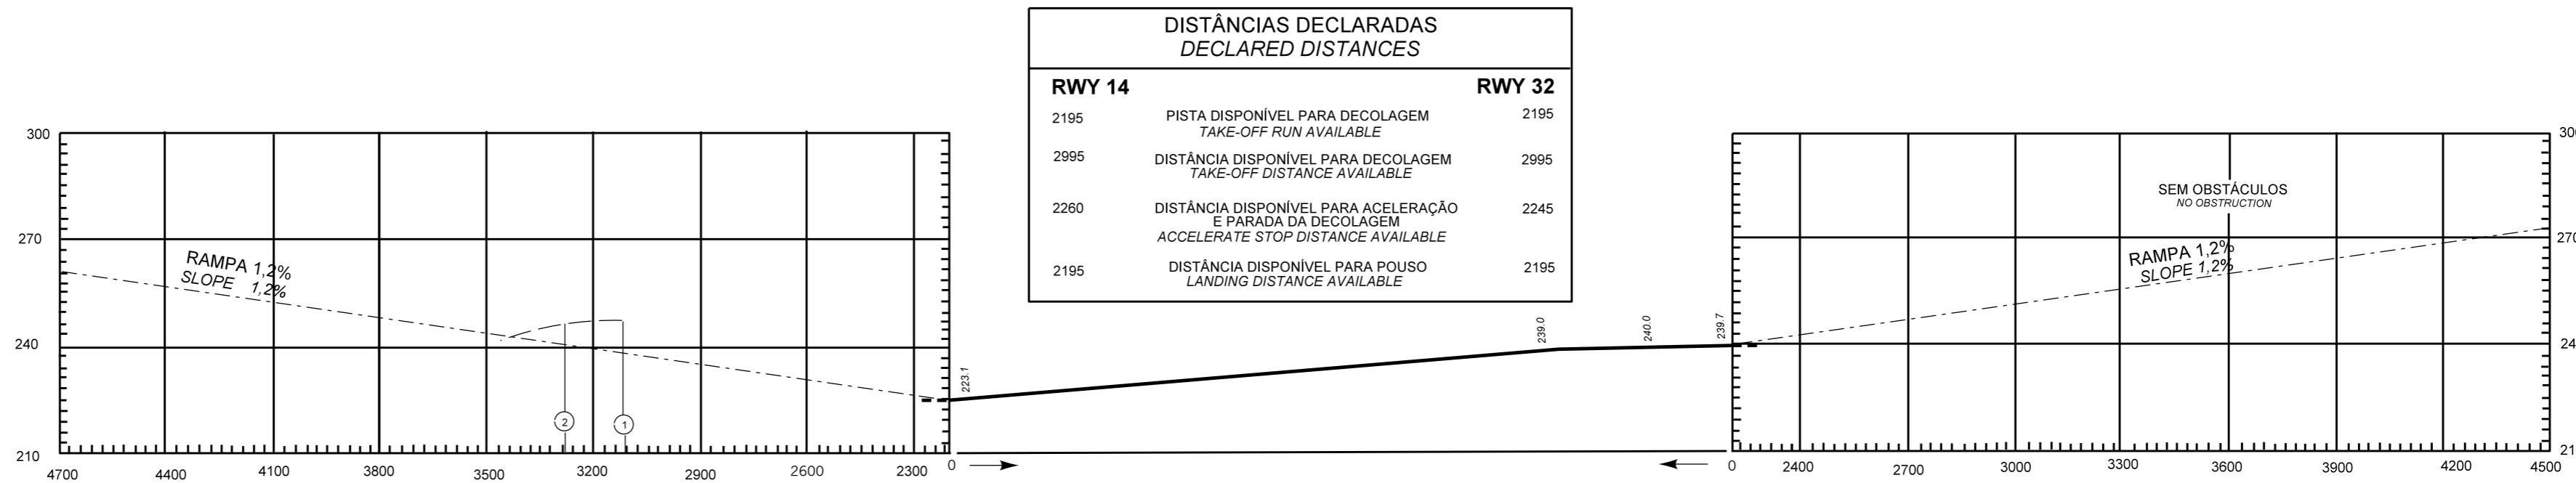 DISTÂNCIAS DECLARADAS
DECLARED DISTANCES
RWY 14 RWY 32
2195 PISTA DISPONÍVEL PARA DECOLAGEM 2195
TAKE-OFF RUN AVAILABLE
2995 DISTÂNCIA DISPONÍVEL PARA DECOLAGEM 2995
TAKE-OFF DISTANCE AVAILABLE
2260 DISTÂNCIA DISPONÍVEL PARA ACELERAÇÃO 2245
E PARADA DA DECOLAGEM
ACCELERATE STOP DISTANCE AVAILABLE
2195 DISTÂNCIA DISPONÍVEL PARA POUSO 2195
LANDING DISTANCE AVAILABLE
300
270
240
210
RAMPA 1,2%
SLOPE 1,2%
2
1
4700 4400 4100 3800 3500 3200 2900 2600 2300 0
223.1
239.0
240.0
239.7
SEM OBSTÁCULOS
NO OBSTRUCTION
RAMPA 1,2%
SLOPE 1,2%
0 2400 2700 3000 3300 3600 3900 4200 4500